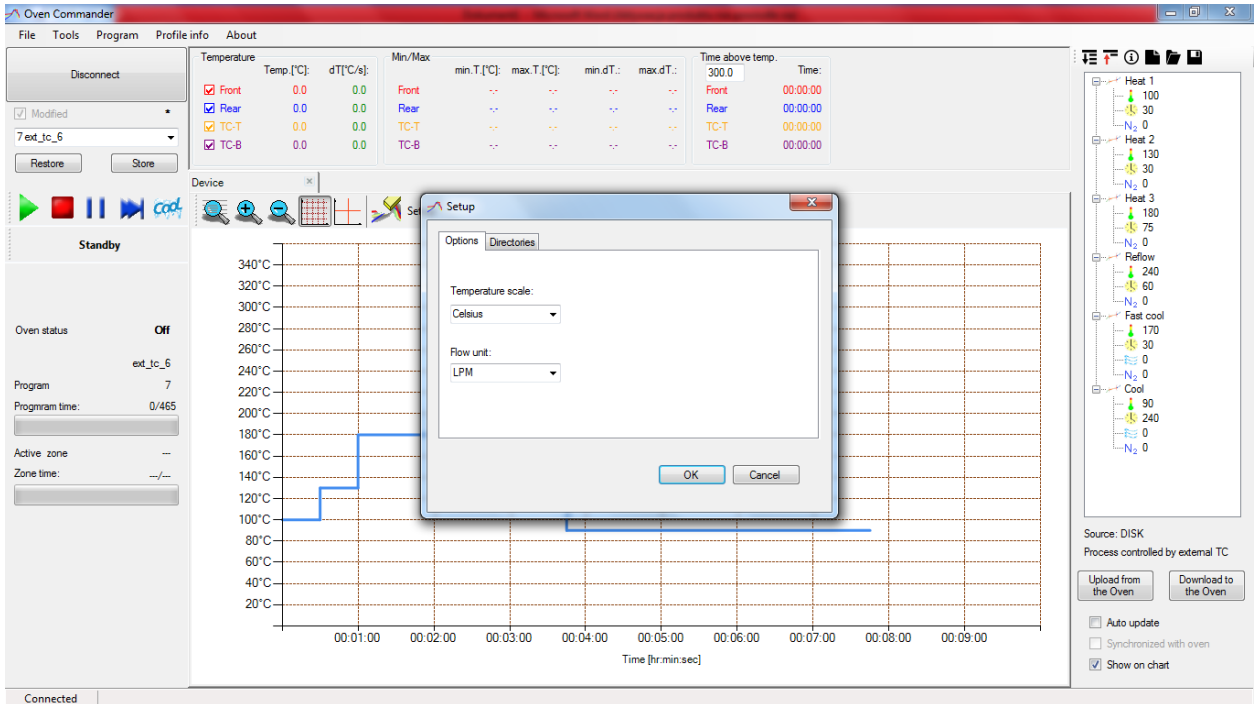 Oven Commander
File Tools Program Profile info About
Disconnect
Modified *
7 ext_tc_6
Restore Store
cool
Standby
Oven status Off
ext_tc_6
Program 7
Progmram time: 0/465
Active zone ---
Zone time: ---/---
Connected
Temperature
Temp.[°C]: dT[°C/s]:
Front 0.0 0.0
Rear 0.0 0.0
TC-T 0.0 0.0
TC-B 0.0 0.0
Min/Max
min.T.[°C]: max.T.[°C]: min.dT.: max.dT.:
Front -.- -.- -.- -.-
Rear -.- -.- -.- -.-
TC-T -.- -.- -.- -.-
TC-B -.- -.- -.- -.-
Time above temp.
300.0 Time:
Front 00:00:00
Rear 00:00:00
TC-T 00:00:00
TC-B 00:00:00
Device
Setup
Options Directories
Temperature scale:
Celsius
Flow unit:
LPM
OK Cancel
340°C
320°C
300°C
280°C
260°C
240°C
220°C
200°C
180°C
160°C
140°C
120°C
100°C
80°C
60°C
40°C
20°C
00:01:00 00:02:00 00:03:00 00:04:00 00:05:00 00:06:00 00:07:00 00:08:00 00:09:00
Time [hr:min:sec]
Heat 1
100
30
N₂ 0
Heat 2
130
30
N₂ 0
Heat 3
180
75
N₂ 0
Reflow
240
60
N₂ 0
Fast cool
170
30
0
N₂ 0
Cool
90
240
0
N₂ 0
Source: DISK
Process controlled by external TC
Upload from
the Oven
Download to
the Oven
Auto update
Synchronized with oven
Show on chart